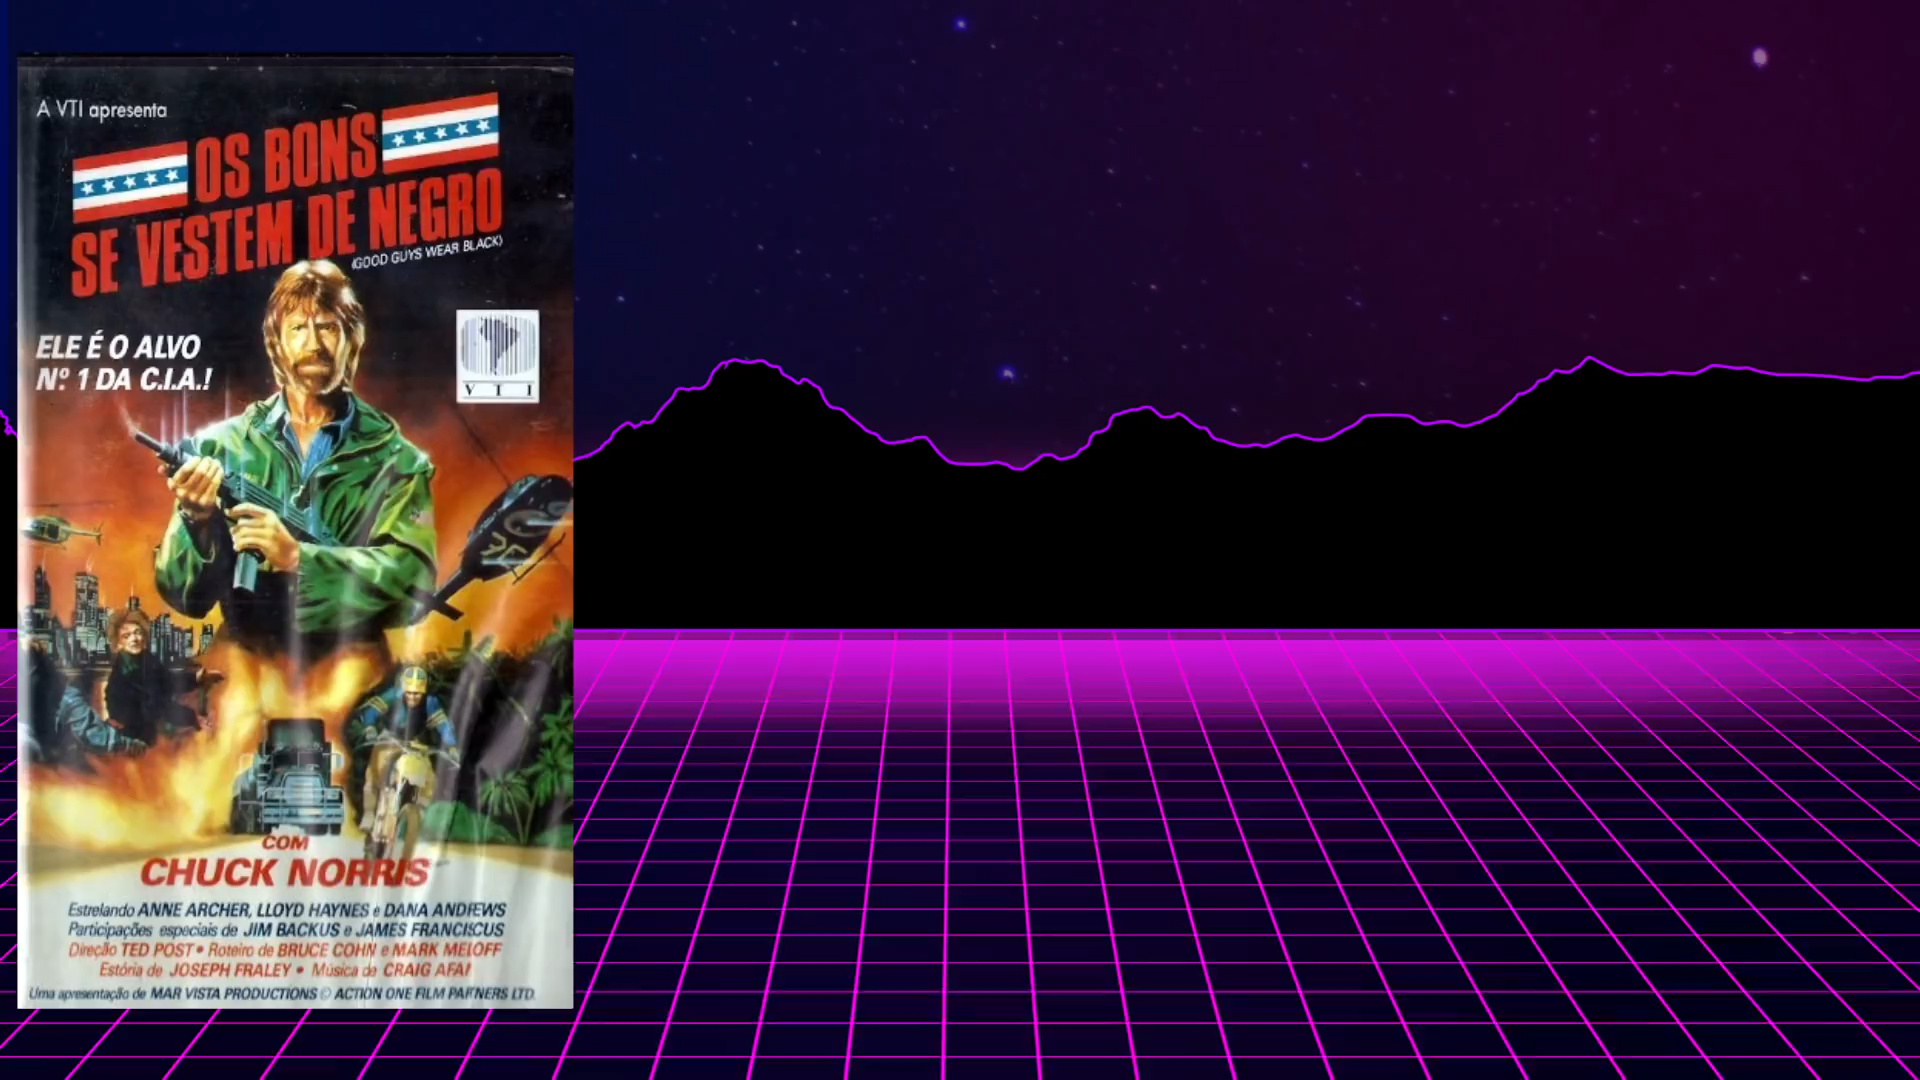 A VTI apresenta
OS BONS
SE VESTEM DE NEGRO
(GOOD GUYS WEAR BLACK)
ELE É O ALVO
Nº 1 DA C.I.A.!
V T I
COM
CHUCK NORRIS
Estrelando ANNE ARCHER, LLOYD HAYNES e DANA ANDREWS
Participações especiais de JIM BACKUS e JAMES FRANCISCUS
Direção TED POST • Roteiro de BRUCE COHN e MARK MELOFF
Estória de JOSEPH FRALEY • Música de CRAIG
Uma apresentação de MAR VISTA PRODUCTIONS © ACTION ONE FILM PARTNERS LTD.